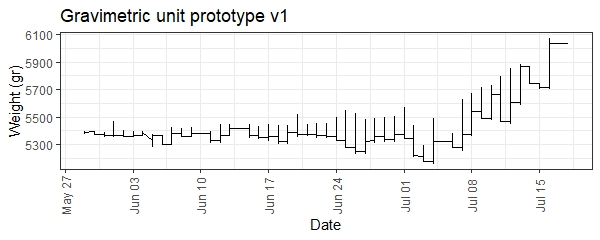 Gravimetric unit prototype v1
Weight (gr)
6100
5900
5700
5500
5300
May 27
Jun 03
Jun 10
Jun 17
Jun 24
Jul 01
Jul 08
Jul 15
Date